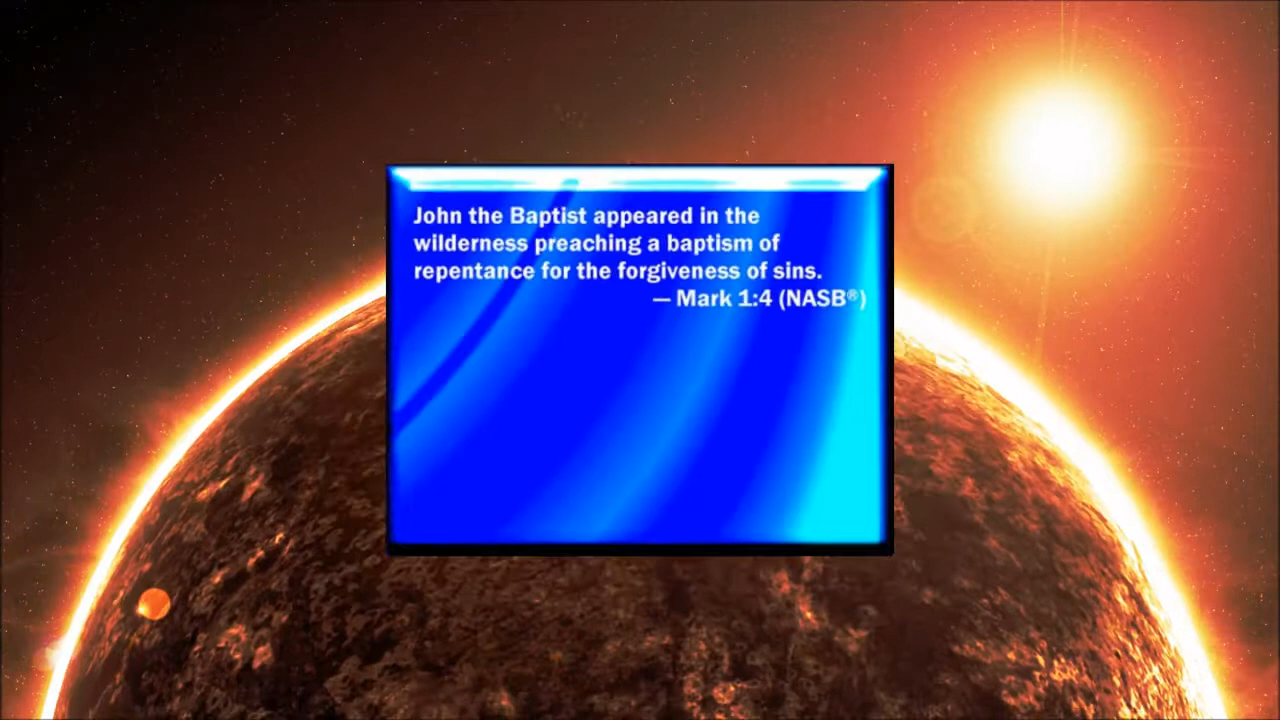 John the Baptist appeared in the
wilderness preaching a baptism of
repentance for the forgiveness of sins.
— Mark 1:4 (NASB®)